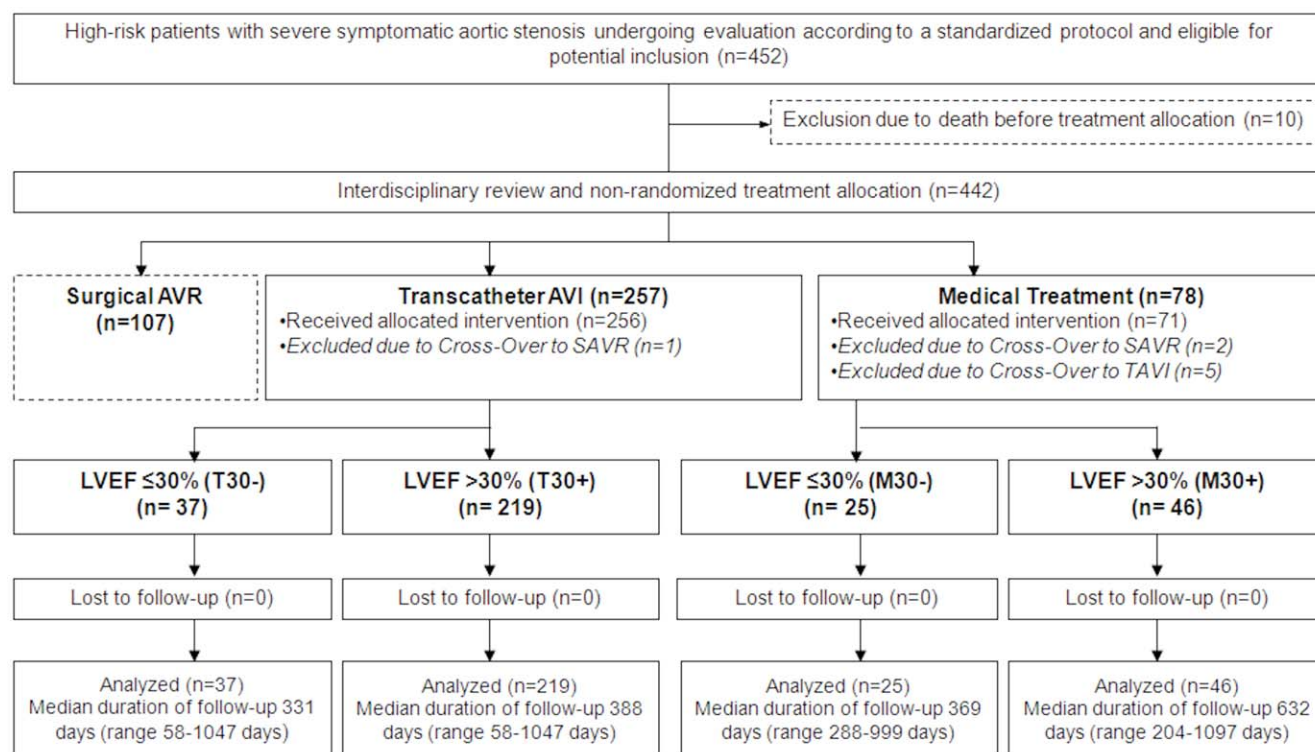 High-risk patients with severe symptomatic aortic stenosis undergoing evaluation according to a standardized protocol and eligible for
potential inclusion (n=452)
Exclusion due to death before treatment allocation (n=10)
Interdisciplinary review and non-randomized treatment allocation (n=442)
Surgical AVR
(n=107)
Transcatheter AVI (n=257)
•Received allocated intervention (n=256)
•Excluded due to Cross-Over to SAVR (n=1)
Medical Treatment (n=78)
•Received allocated intervention (n=71)
•Excluded due to Cross-Over to SAVR (n=2)
•Excluded due to Cross-Over to TAVI (n=5)
LVEF ≤30% (T30-)
(n= 37)
LVEF >30% (T30+)
(n= 219)
LVEF ≤30% (M30-)
(n= 25)
LVEF >30% (M30+)
(n= 46)
Lost to follow-up (n=0)
Lost to follow-up (n=0)
Lost to follow-up (n=0)
Lost to follow-up (n=0)
Analyzed (n=37)
Median duration of follow-up 331
days (range 58-1047 days)
Analyzed (n=219)
Median duration of follow-up 388
days (range 58-1047 days)
Analyzed (n=25)
Median duration of follow-up 369
days (range 288-999 days)
Analyzed (n=46)
Median duration of follow-up 632
days (range 204-1097 days)